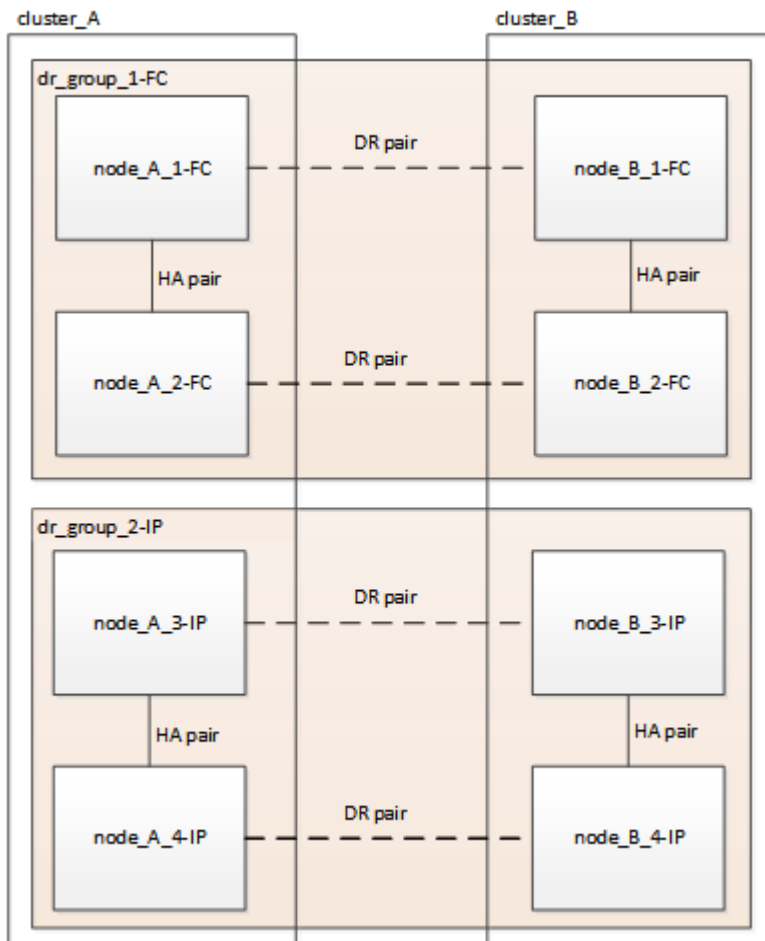 cluster_A
cluster_B
dr_group_1-FC
node_A_1-FC
DR pair
node_B_1-FC
HA pair
HA pair
node_A_2-FC
DR pair
node_B_2-FC
dr_group_2-IP
node_A_3-IP
DR pair
node_B_3-IP
HA pair
HA pair
node_A_4-IP
DR pair
node_B_4-IP